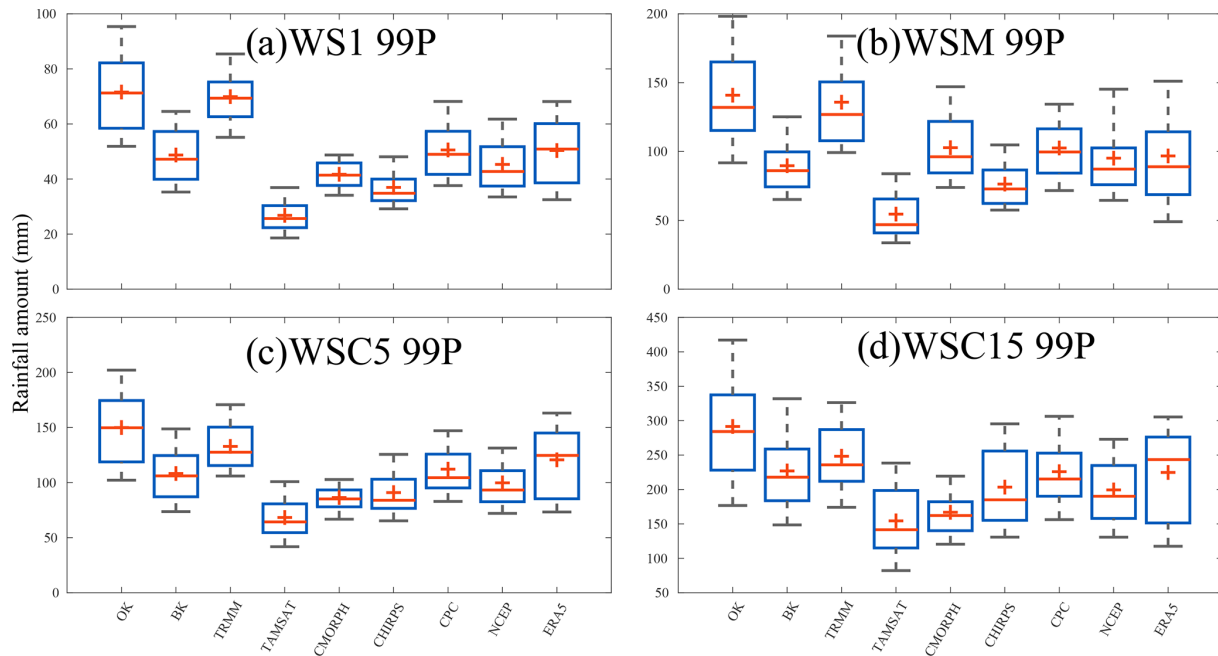 Rainfall amount (mm)
(a)WS1 99P
100
80
60
40
20
0
(b)WSM 99P
200
150
100
50
0
(c)WSC5 99P
250
200
150
100
50
0
OK
BK
TRMM
TAMSAT
CMORPH
CHIRPS
CPC
NCEP
ERA5
(d)WSC15 99P
450
400
350
300
250
200
150
100
50
OK
BK
TRMM
TAMSAT
CMORPH
CHIRPS
CPC
NCEP
ERA5